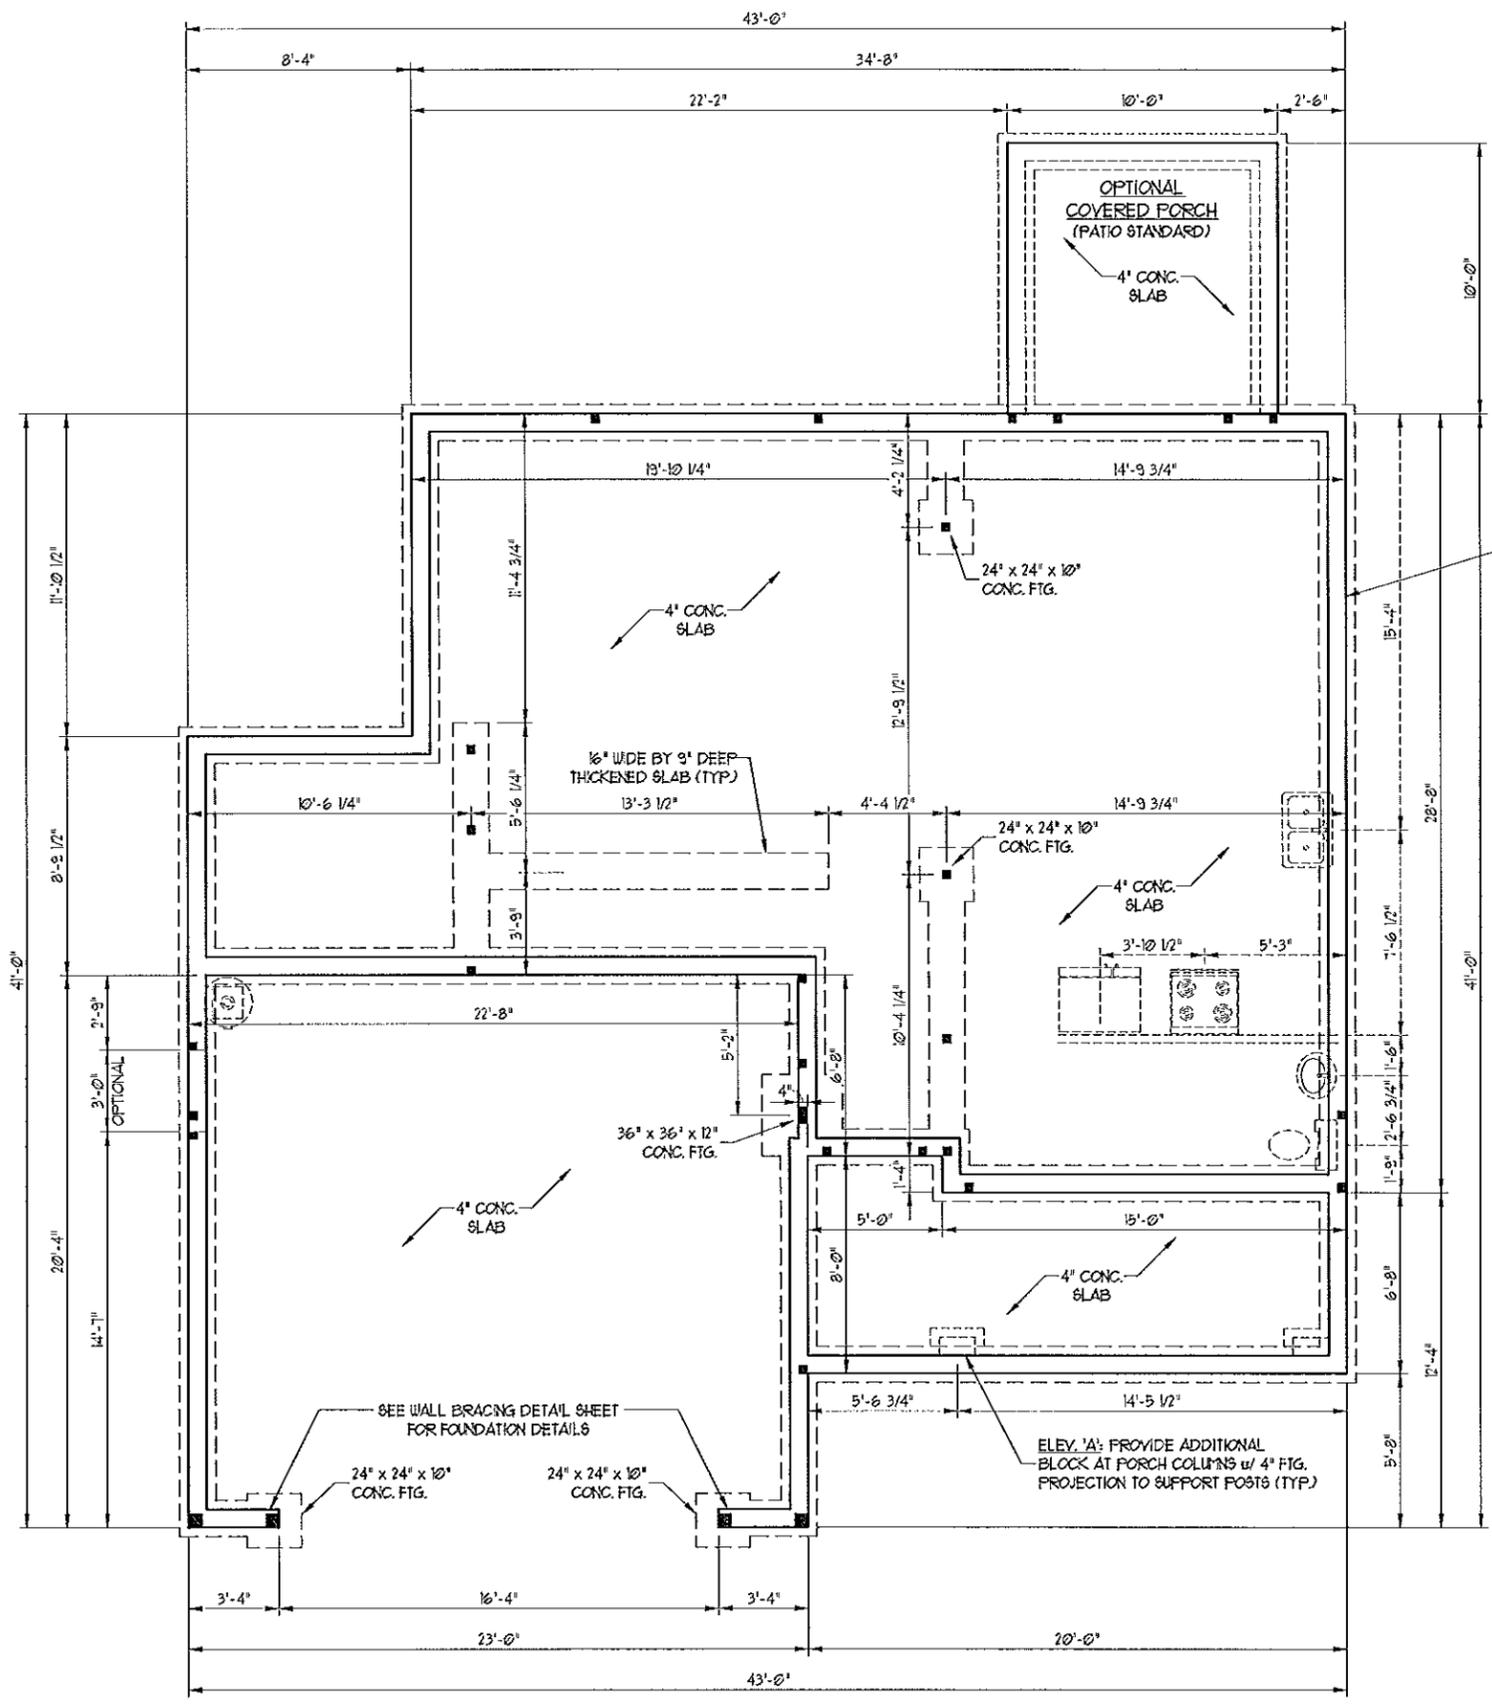 43'-0"
8'-4"
34'-8"
22'-2"
10'-0"
2'-6"
OPTIONAL
COVERED PORCH
(PATIO STANDARD)
4" CONC.
SLAB
10'-0"
19'-10 1/4"
4'-2 1/4"
14'-9 3/4"
11'-10 1/2"
11'-4 3/4"
24" x 24" x 10"
CONC. FTG.
4" CONC.
SLAB
15'-4"
12'-9 1/2"
16" WIDE BY 9" DEEP
THICKENED SLAB (TYP.)
10'-6 1/4"
5'-6 1/4"
13'-3 1/2"
4'-4 1/2"
14'-9 3/4"
28'-8"
24" x 24" x 10"
CONC. FTG.
8'-9 1/2"
4" CONC.
SLAB
3'-9"
3'-10 1/2"
5'-3"
7'-6 1/2"
41'-0"
41'-0"
2'-9"
22'-8"
5'-2"
10'-4 1/4"
6'-8"
1'-6"
3'-0"
OPTIONAL
4"
2'-6 3/4"
36" x 36" x 12"
CONC. FTG.
1'-4"
1'-9"
4" CONC.
SLAB
5'-0"
15'-0"
20'-4"
8'-0"
4" CONC.
SLAB
6'-8"
14'-7"
12'-4"
5'-6 3/4"
14'-5 1/2"
SEE WALL BRACING DETAIL SHEET
FOR FOUNDATION DETAILS
5'-8"
ELEV. 'A': PROVIDE ADDITIONAL
BLOCK AT PORCH COLUMNS w/ 4" FTG.
PROJECTION TO SUPPORT POSTS (TYP.)
24" x 24" x 10"
CONC. FTG.
24" x 24" x 10"
CONC. FTG.
3'-4"
16'-4"
3'-4"
23'-0"
20'-0"
43'-0"